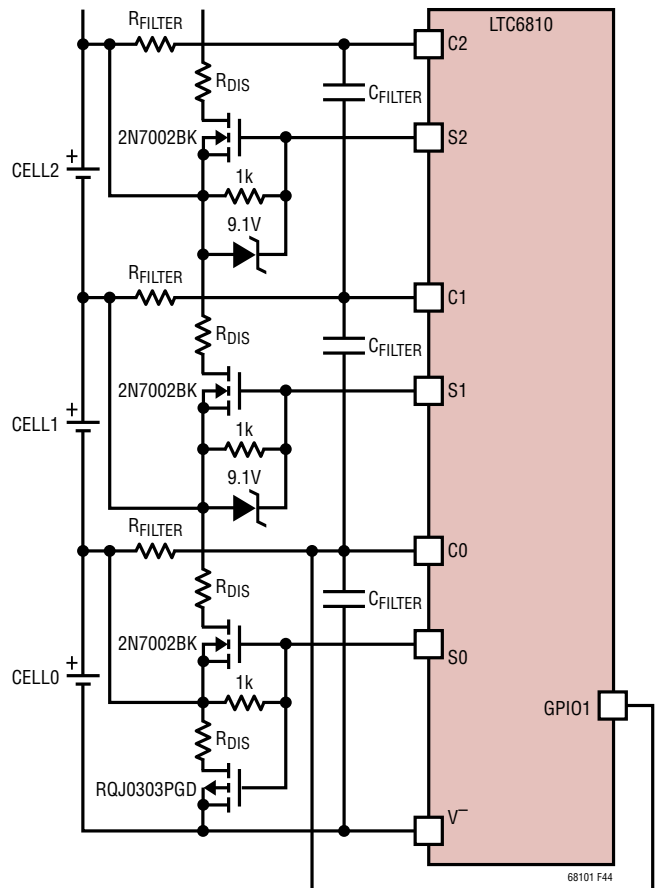 LTC6810
RFILTER
C2
RDIS
CFILTER
2N7002BK
S2
+
CELL2
1k
9.1V
RFILTER
C1
RDIS
CFILTER
2N7002BK
S1
+
CELL1
1k
9.1V
RFILTER
C0
RDIS
CFILTER
2N7002BK
S0
+
CELL0
1k
GPIO1
RDIS
RQJ0303PGD
V−
68101 F44